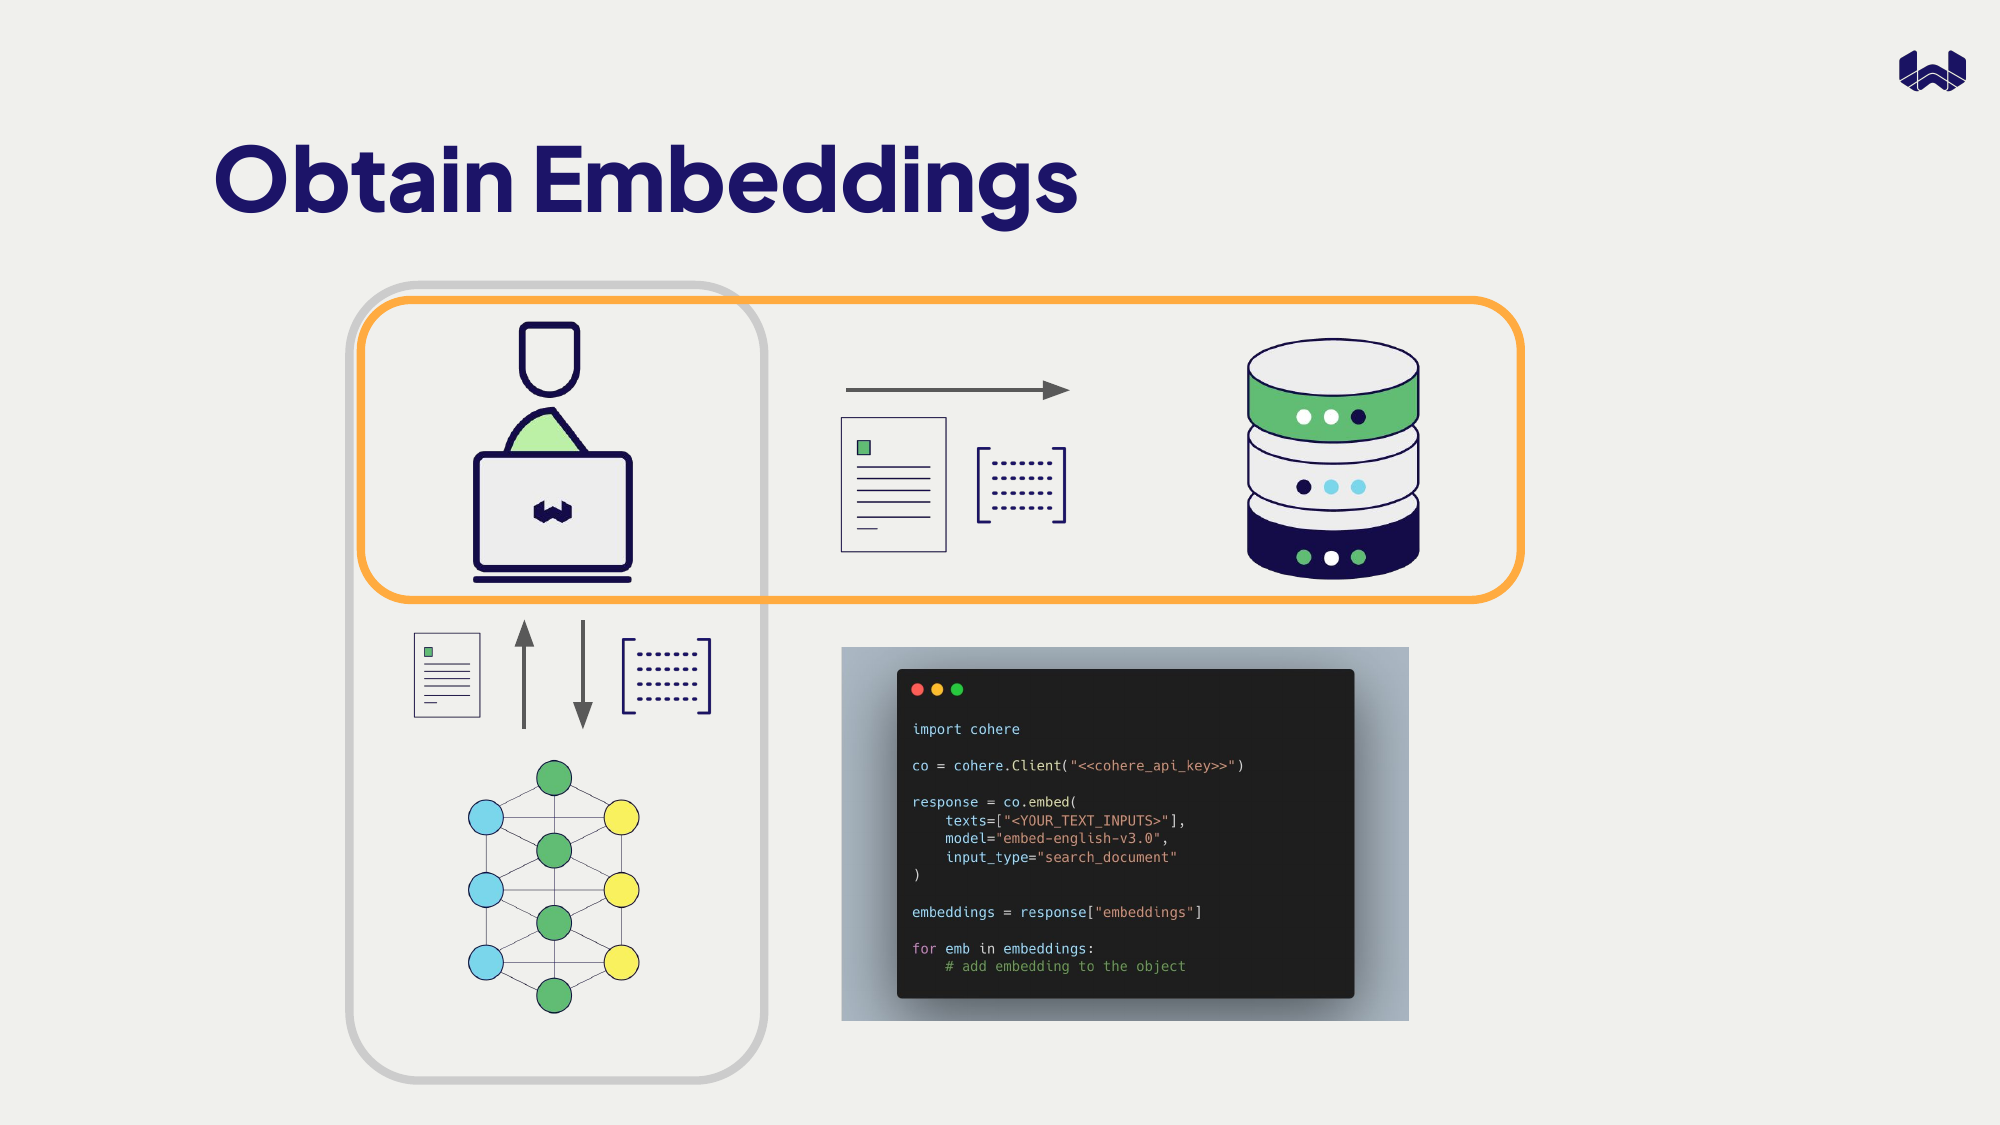 Obtain Embeddings
import cohere
co = cohere.Client("<<cohere_api_key>>")
response = co.embed(
    texts=["<YOUR_TEXT_INPUTS>"],
    model="embed-english-v3.0",
    input_type="search_document"
)
embeddings = response["embeddings"]
for emb in embeddings:
    # add embedding to the object